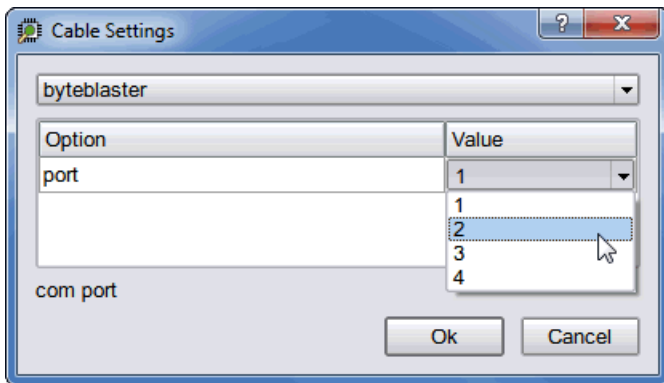 Cable Settings
byteblaster
Option Value
port 1
1
2
3
4
com port
Ok Cancel